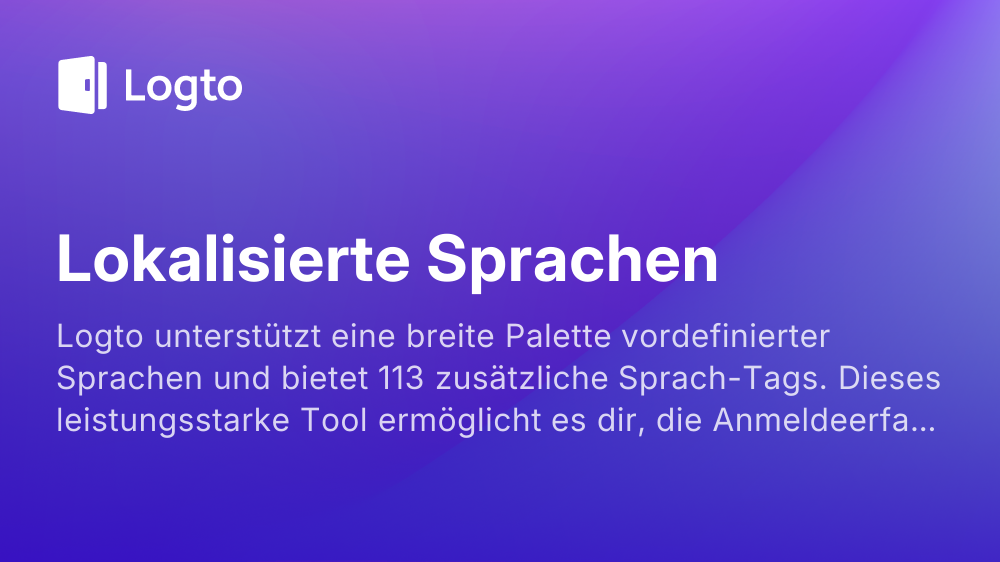 Logto
Lokalisierte Sprachen
Logto unterstützt eine breite Palette vordefinierter
Sprachen und bietet 113 zusätzliche Sprach-Tags. Dieses
leistungsstarke Tool ermöglicht es dir, die Anmeldeerfa...